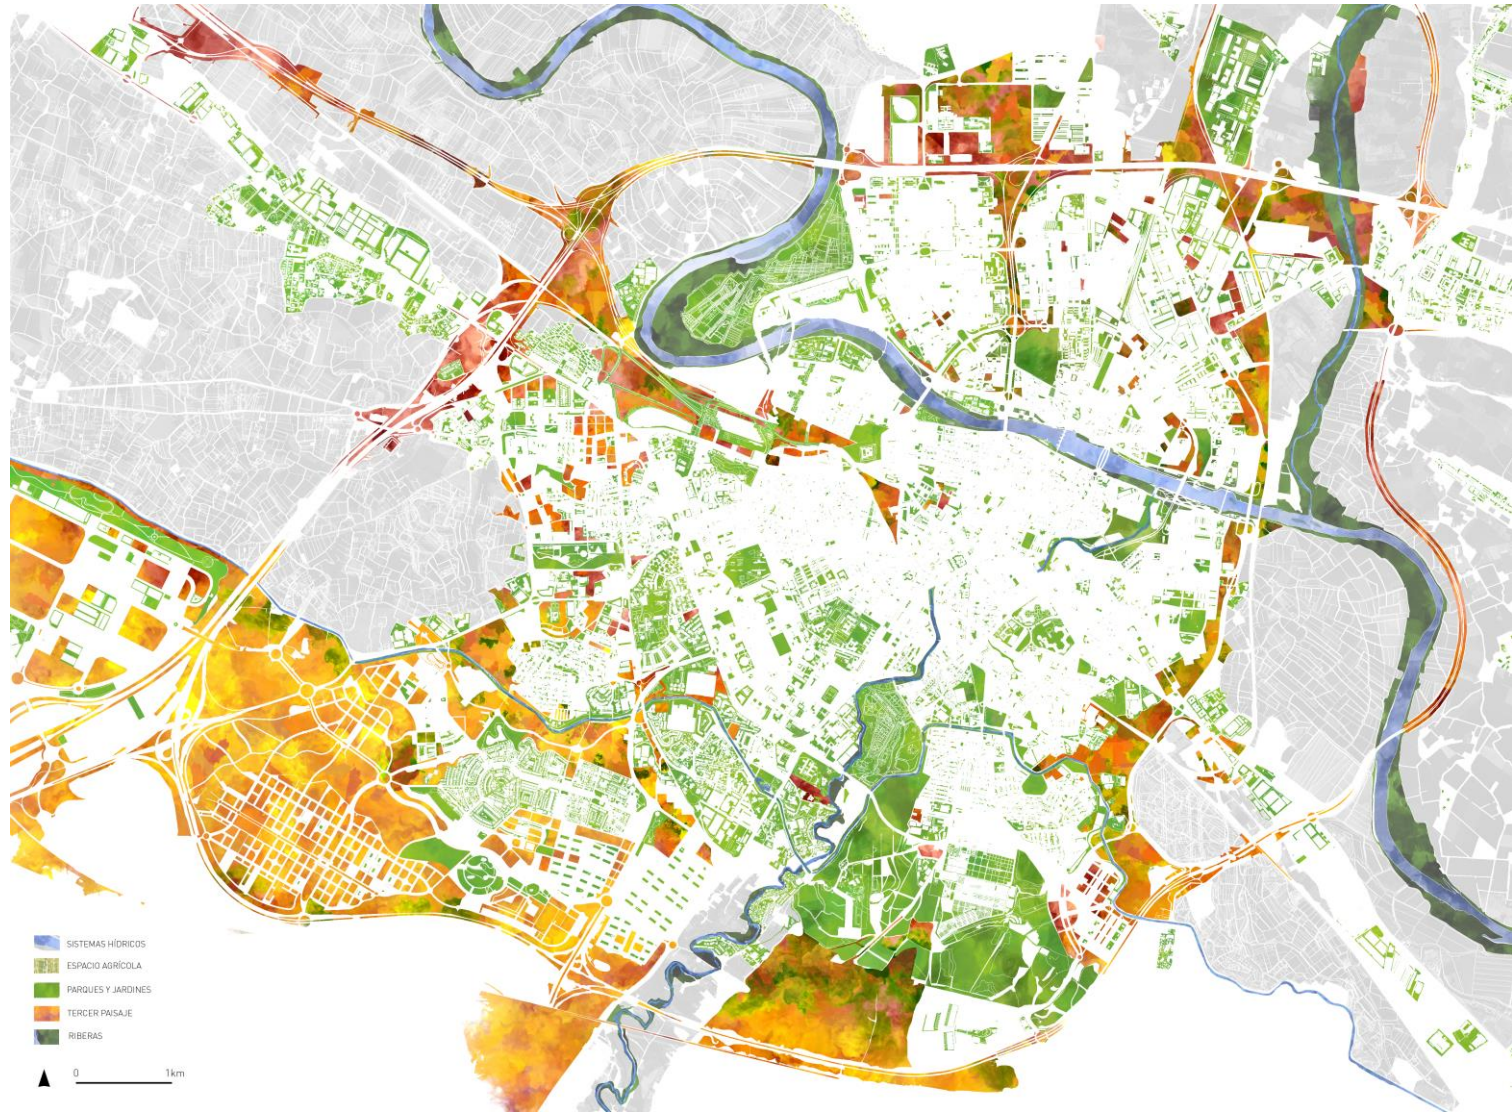 SISTEMAS HÍDRICOS
ESPACIO AGRÍCOLA
PARQUES Y JARDINES
TERCER PAISAJE
RIBERAS
0 1km